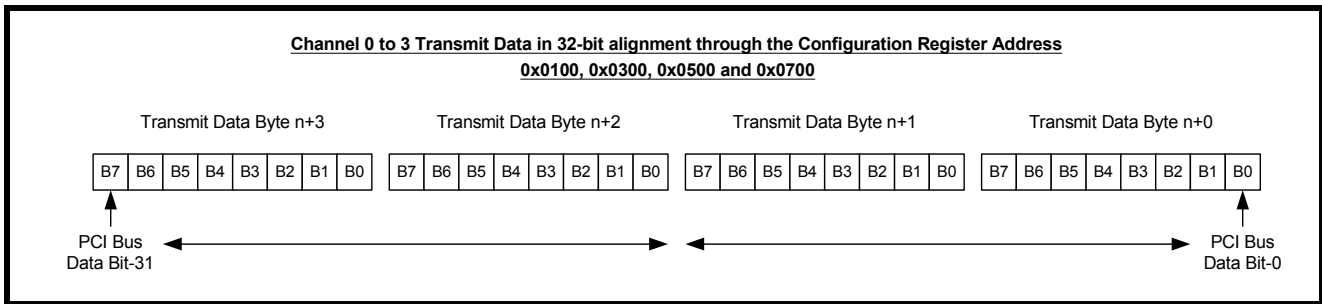 Channel 0 to 3 Transmit Data in 32-bit alignment through the Configuration Register Address
0x0100, 0x0300, 0x0500 and 0x0700
Transmit Data Byte n+3 Transmit Data Byte n+2 Transmit Data Byte n+1 Transmit Data Byte n+0
B7 B6 B5 B4 B3 B2 B1 B0 B7 B6 B5 B4 B3 B2 B1 B0 B7 B6 B5 B4 B3 B2 B1 B0 B7 B6 B5 B4 B3 B2 B1 B0
PCI Bus PCI Bus
Data Bit-31 Data Bit-0